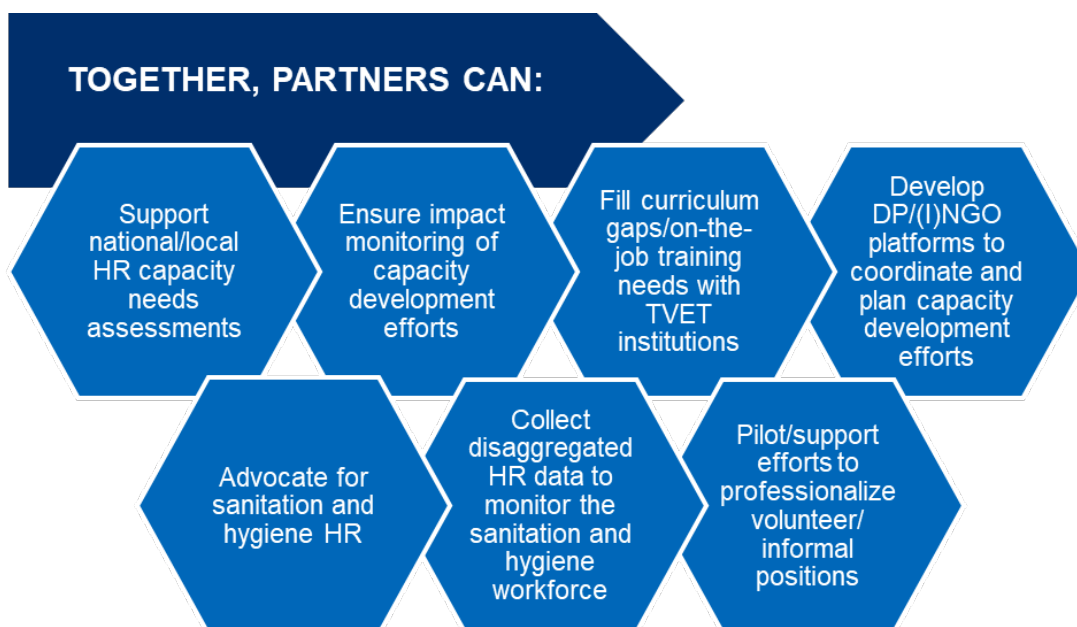 TOGETHER, PARTNERS CAN:
Support
national/local
HR capacity
needs
assessments
Ensure impact
monitoring of
capacity
development
efforts
Fill curriculum
gaps/on-the-
job training
needs with
TVET
institutions
Develop
DP/(I)NGO
platforms to
coordinate and
plan capacity
development
efforts
Advocate for
sanitation and
hygiene HR
Collect
disaggregated
HR data to
monitor the
sanitation and
hygiene
workforce
Pilot/support
efforts to
professionalize
volunteer/
informal
positions